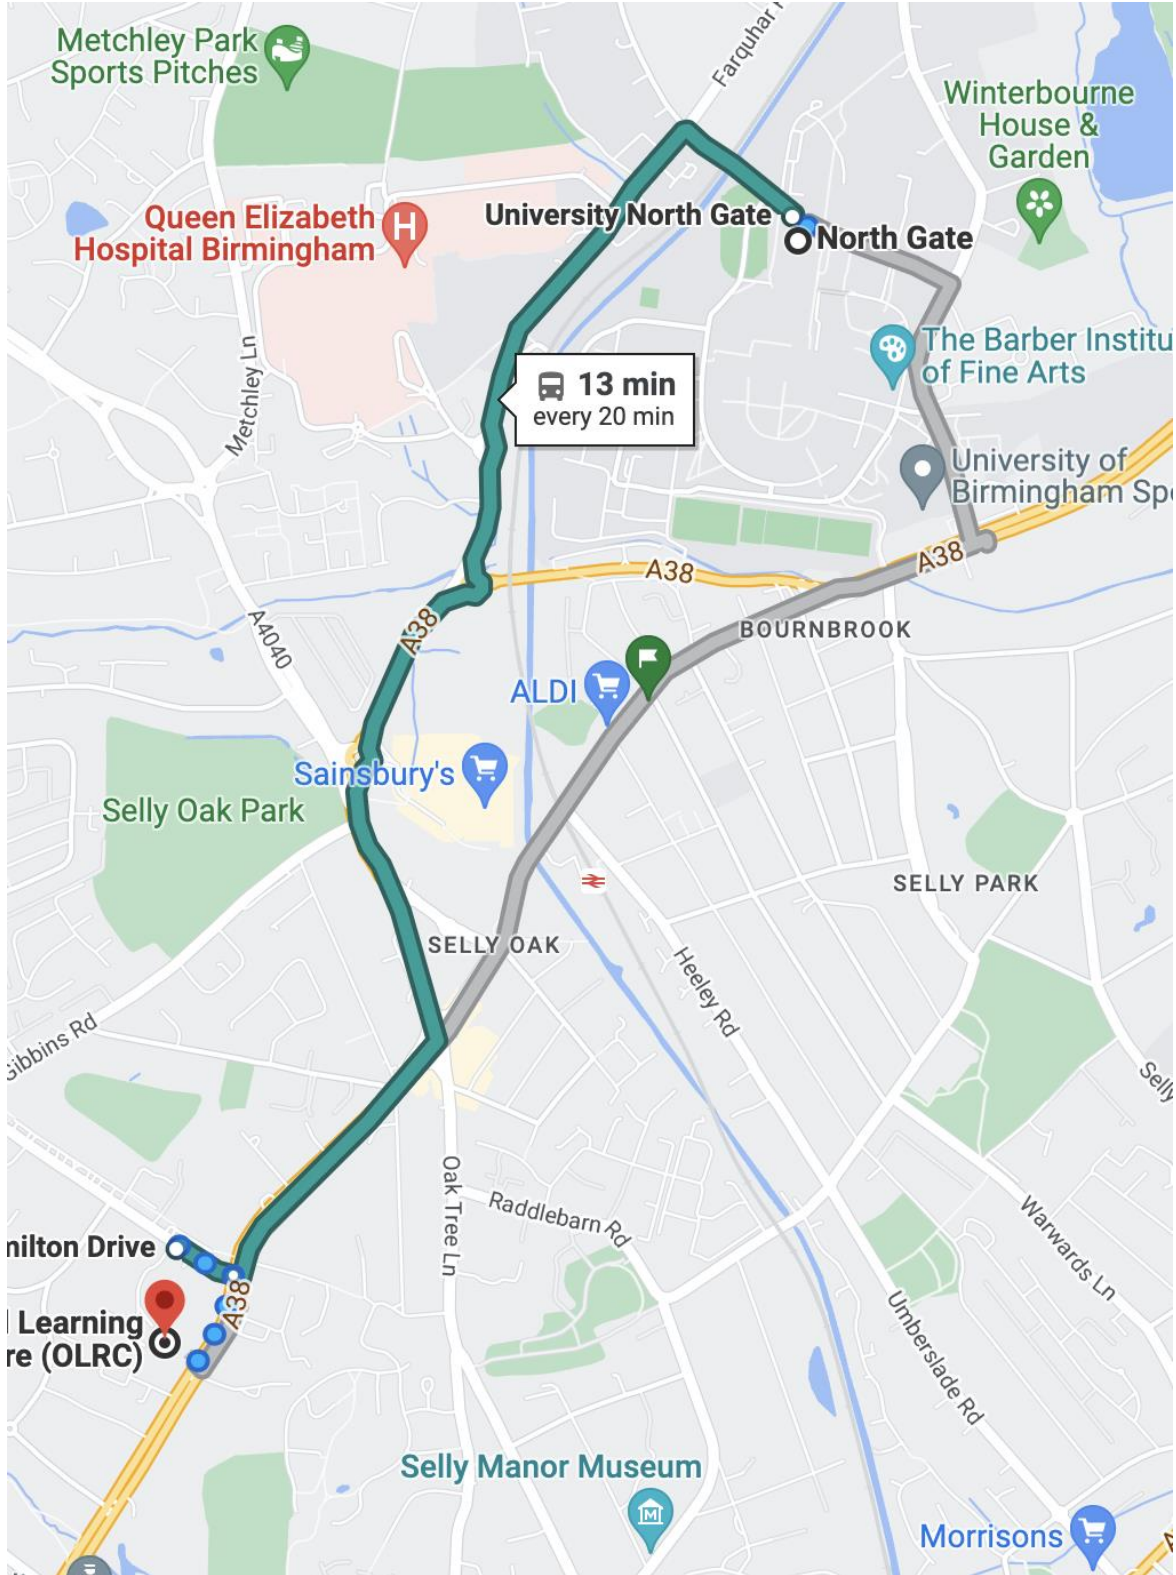 Metchley Park
Sports Pitches
Farquhar
Winterbourne
House &
Garden
Queen Elizabeth
Hospital Birmingham
H
University North Gate
North Gate
The Barber Institu
of Fine Arts
Metchley Ln
13 min
every 20 min
University of
Birmingham Spo
A38
A38
A38
A4040
BOURNBROOK
ALDI
Sainsbury's
Selly Oak Park
SELLY PARK
SELLY OAK
Heeley Rd
Gibbins Rd
Selly
Oak Tree Ln
Raddlebarn Rd
Warwards Ln
milton Drive
A38
Learning
re (OLRC)
Umberslade Rd
Selly Manor Museum
M
Morrisons